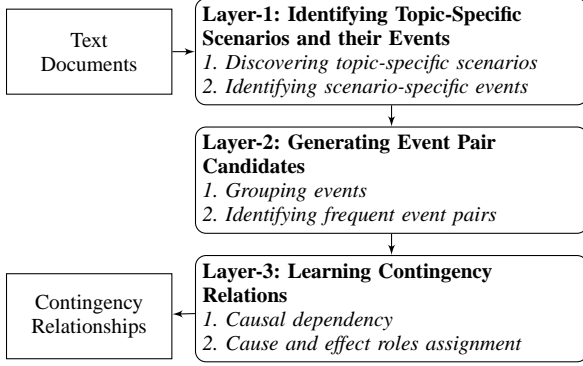 Text
Documents
Layer-1: Identifying Topic-Specific
Scenarios and their Events
1. Discovering topic-specific scenarios
2. Identifying scenario-specific events
Layer-2: Generating Event Pair
Candidates
1. Grouping events
2. Identifying frequent event pairs
Layer-3: Learning Contingency
Relations
1. Causal dependency
2. Cause and effect roles assignment
Contingency
Relationships